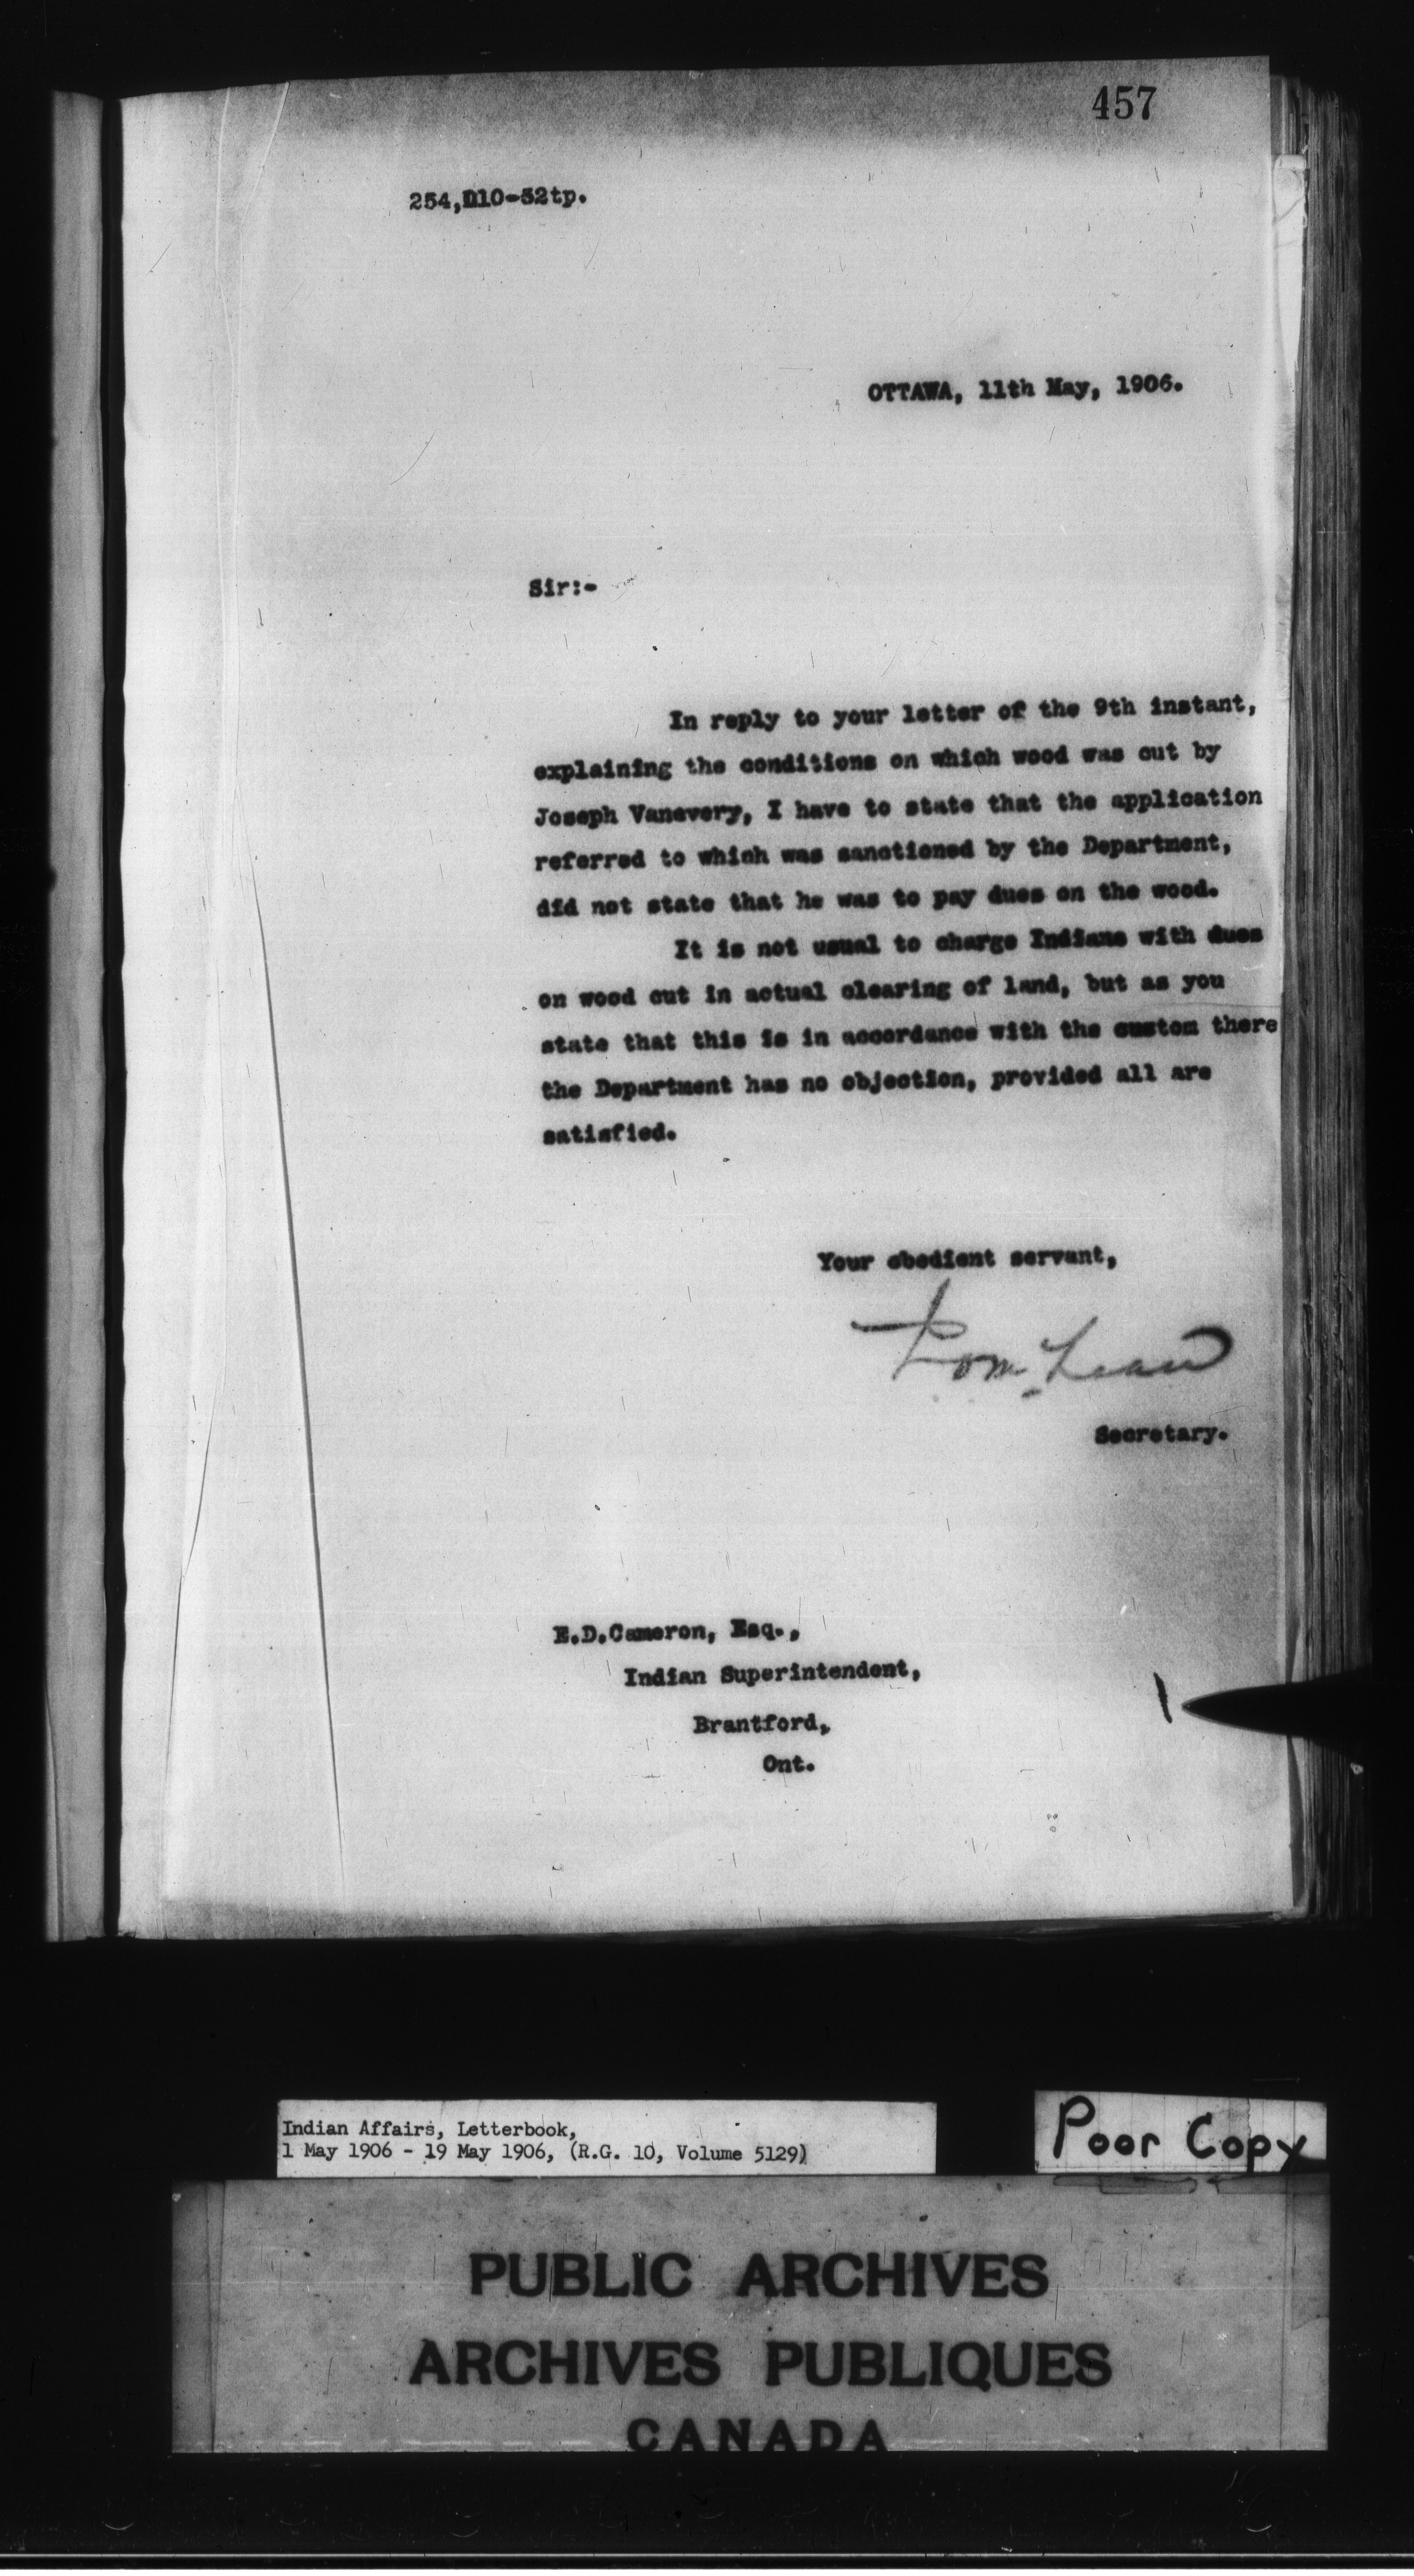 457
254,D10-32tp.
OTTAWA, 11th May, 1906.
Sir:-
In reply to your letter of the 9th instant,
explaining the conditions on which wood was cut by
Joseph Vanevery, I have to state that the application
referred to which was sanctioned by the Department,
did not state that he was to pay dues on the wood.
It is not usual to charge Indians with dues
on wood cut in actual clearing of land, but as you
state that this is in accordance with the custom there
the Department has no objection, provided all are
satisfied.
Your obedient servant,
Secretary.
E.D.Cameron, Esq.,
Indian Superintendent,
Brantford,
Ont.
Indian Affairs, Letterbook,
1 May 1906 - 19 May 1906, (R.G. 10, Volume 5129)
Poor Copy
PUBLIC ARCHIVES
ARCHIVES PUBLIQUES
CANADA